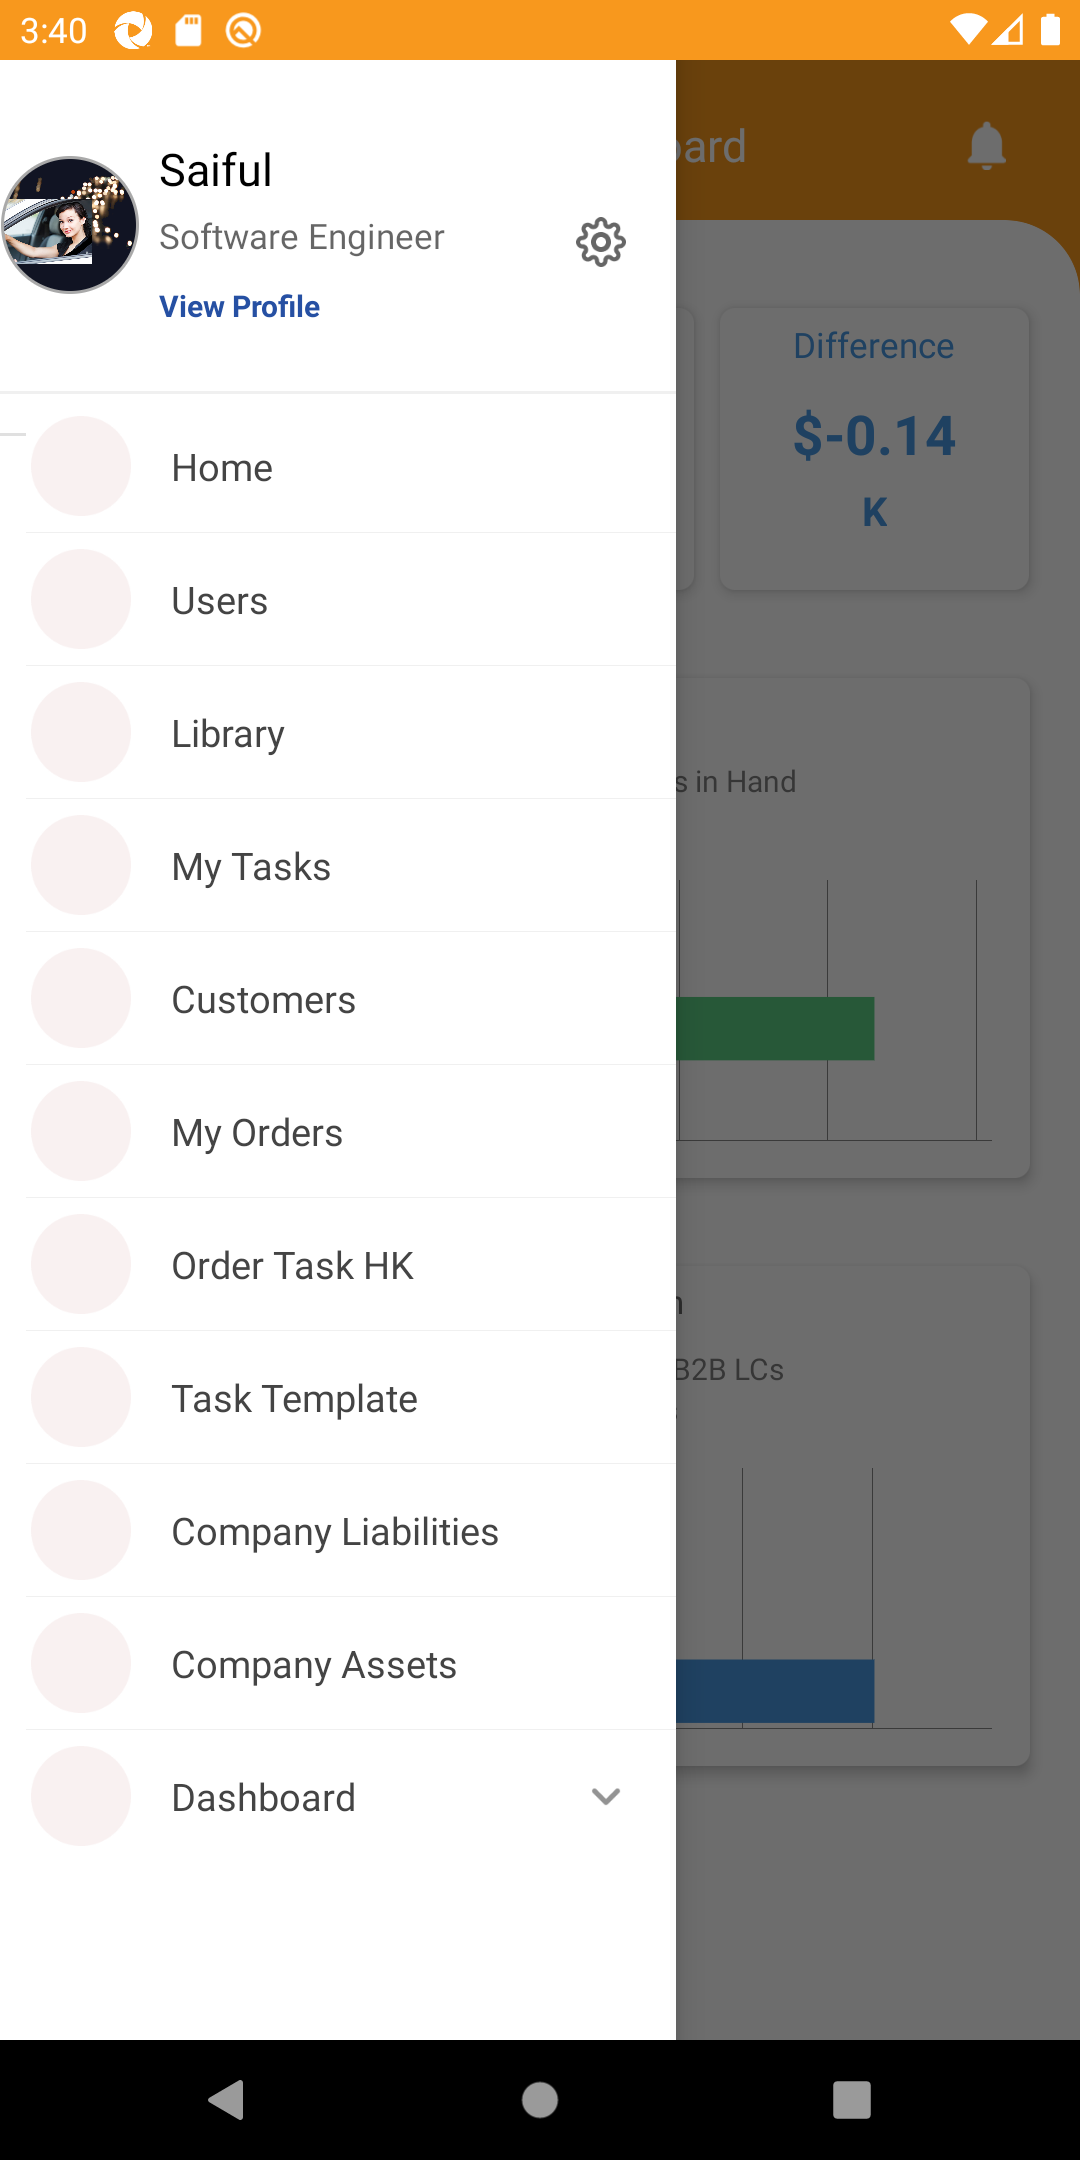 3:40
Saiful
Software Engineer
View Profile
Difference
$-0.14
K
Home
Users
Library
s in Hand
My Tasks
Customers
My Orders
Order Task HK
Task Template
B2B LCs
Company Liabilities
Company Assets
Dashboard